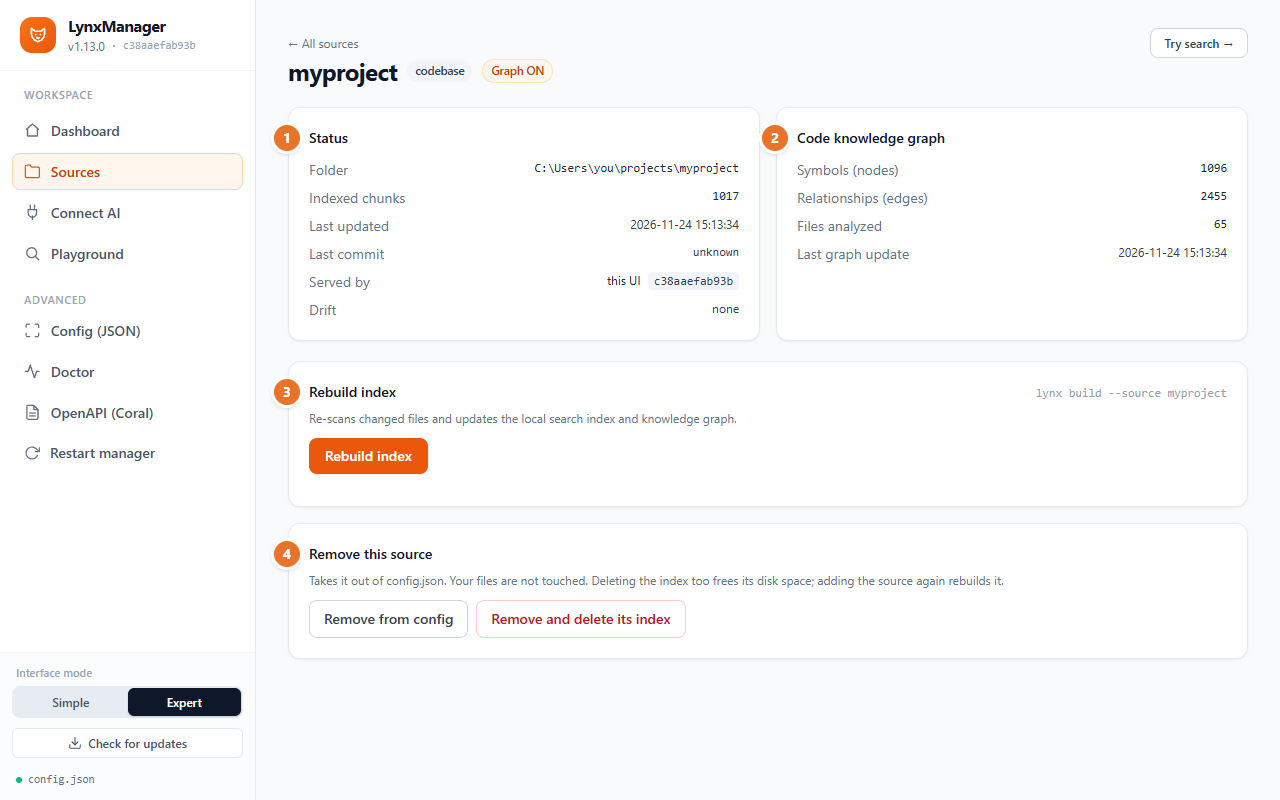 LynxManager
v1.13.0 · c38aaefab93b
WORKSPACE
Dashboard
Sources
Connect AI
Playground
ADVANCED
Config (JSON)
Doctor
OpenAPI (Coral)
Restart manager
Interface mode
Simple
Expert
Check for updates
config.json
← All sources
Try search →
myproject codebase Graph ON
1 Status
Folder C:\Users\you\projects\myproject
Indexed chunks 1017
Last updated 2026-11-24 15:13:34
Last commit unknown
Served by this UI c38aaefab93b
Drift none
2 Code knowledge graph
Symbols (nodes) 1096
Relationships (edges) 2455
Files analyzed 65
Last graph update 2026-11-24 15:13:34
3 Rebuild index lynx build --source myproject
Re-scans changed files and updates the local search index and knowledge graph.
Rebuild index
4 Remove this source
Takes it out of config.json. Your files are not touched. Deleting the index too frees its disk space; adding the source again rebuilds it.
Remove from config
Remove and delete its index